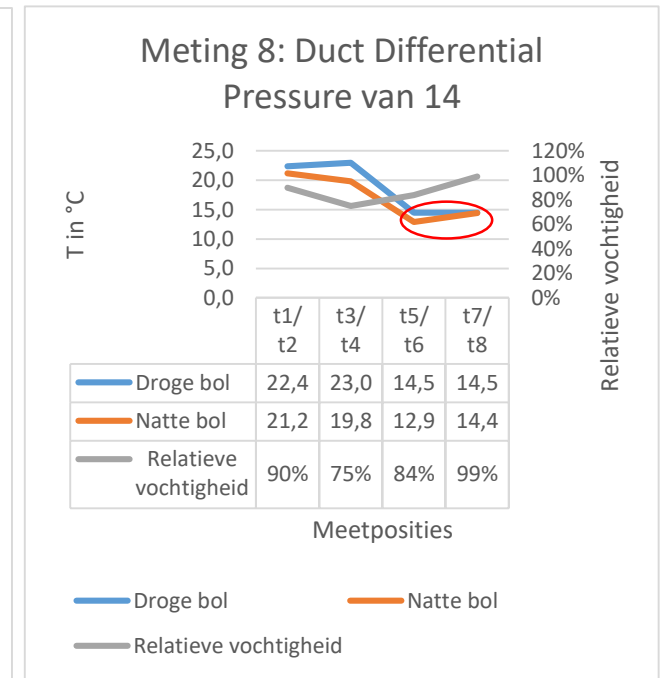 Meting 8: Duct Differential
Pressure van 14
T in °C
25,0
20,0
15,0
10,0
5,0
0,0
120%
100%
80%
60%
40%
20%
0%
Relatieve vochtigheid
t1/ t3/ t5/ t7/
t2 t4 t6 t8
Droge bol 22,4 23,0 14,5 14,5
Natte bol 21,2 19,8 12,9 14,4
Relatieve
vochtigheid 90% 75% 84% 99%
Meetposities
Droge bol Natte bol
Relatieve vochtigheid